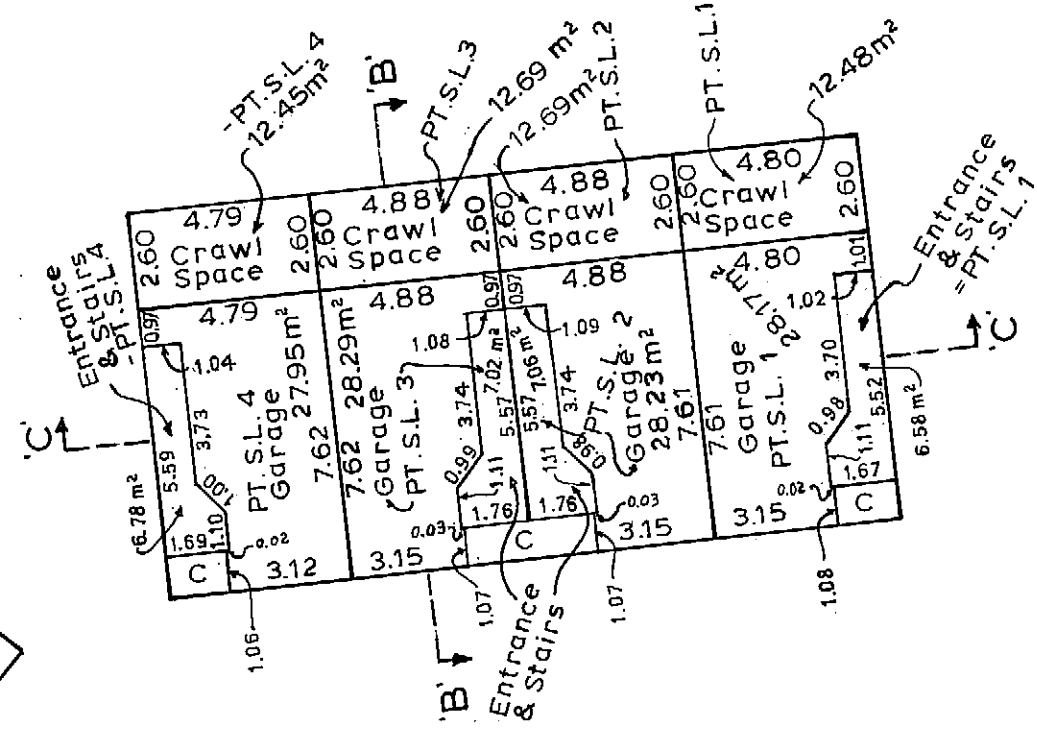 -PT.S.L. 4
12.45m²
'B'
PT.S.L.3
12.69 m²
12.69m²
PT.S.L.2
PT.S.L.1
12.48m²
Entrance
& Stairs
-PT.S.L.4
'C'
2.60
4.79
Crawl
Space
2.60
2.60
4.88
Crawl
Space
2.60
2.60
4.88
Crawl
Space
2.60
2.60
4.80
Crawl
Space
2.60
Entrance
& Stairs
=PT.S.L. 1
'C'
0.97
4.79
1.04
6.78 m²
5.59
3.73
1.00
1.69
1.10
0.02
C
3.12
1.06
PT. S.L. 4
Garage
27.95m²
7.62
7.62
28.29m²
Garage
PT. S.L. 3
4.88
0.97
1.08
3.74
7.02 m²
5.57
0.99
1.11
1.76
0.03
3.15
1.07
'B'
Entrance
& Stairs
C
0.97
4.88
1.09
5.57
7.06 m²
3.74
0.98
1.11
1.76
0.03
3.15
1.07
PT.S.L. 2
Garage
28.23m²
7.61
7.61
Garage
PT.S.L. 1
28.17 m²
4.80
1.01
1.02
3.70
0.98
1.11
5.52
6.58 m²
1.67
0.02
3.15
C
1.08